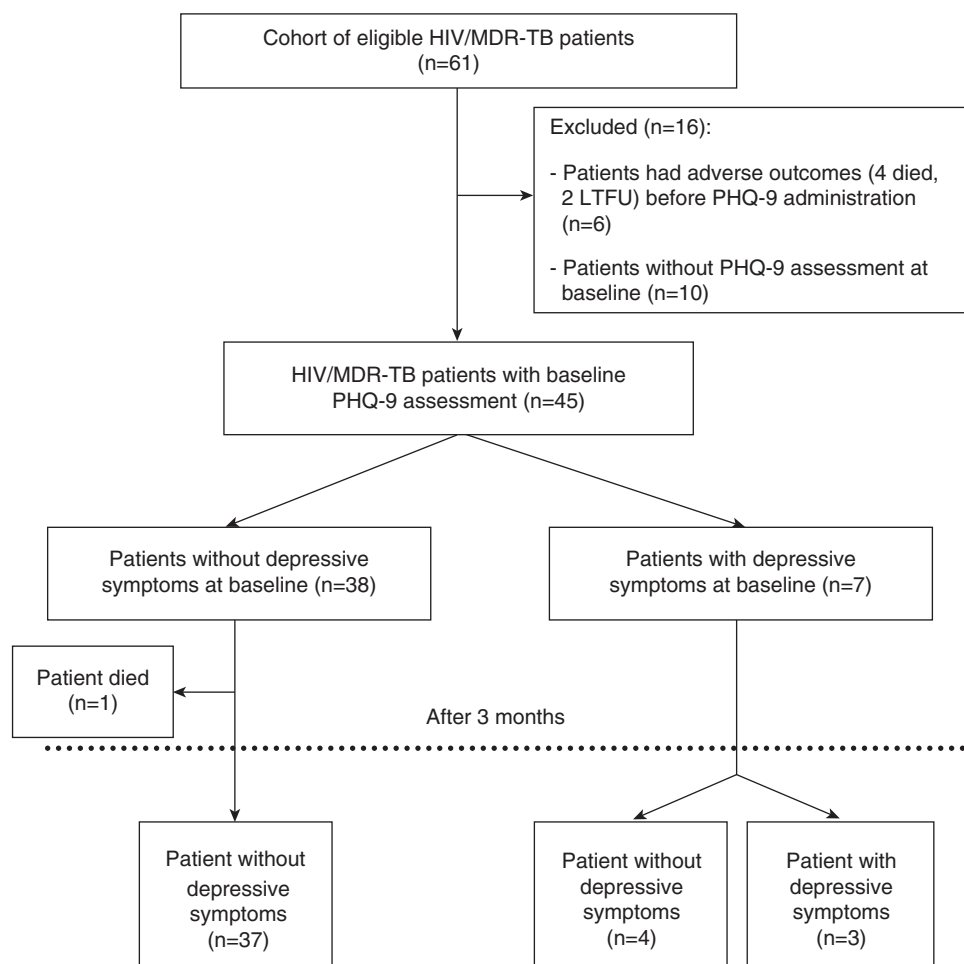 Cohort of eligible HIV/MDR-TB patients
(n=61)
Excluded (n=16):
- Patients had adverse outcomes (4 died,
2 LTFU) before PHQ-9 administration
(n=6)
- Patients without PHQ-9 assessment at
baseline (n=10)
HIV/MDR-TB patients with baseline
PHQ-9 assessment (n=45)
Patients without depressive
symptoms at baseline (n=38)
Patients with depressive
symptoms at baseline (n=7)
Patient died
(n=1)
After 3 months
Patient without
depressive
symptoms
(n=37)
Patient without
depressive
symptoms
(n=4)
Patient with
depressive
symptoms
(n=3)